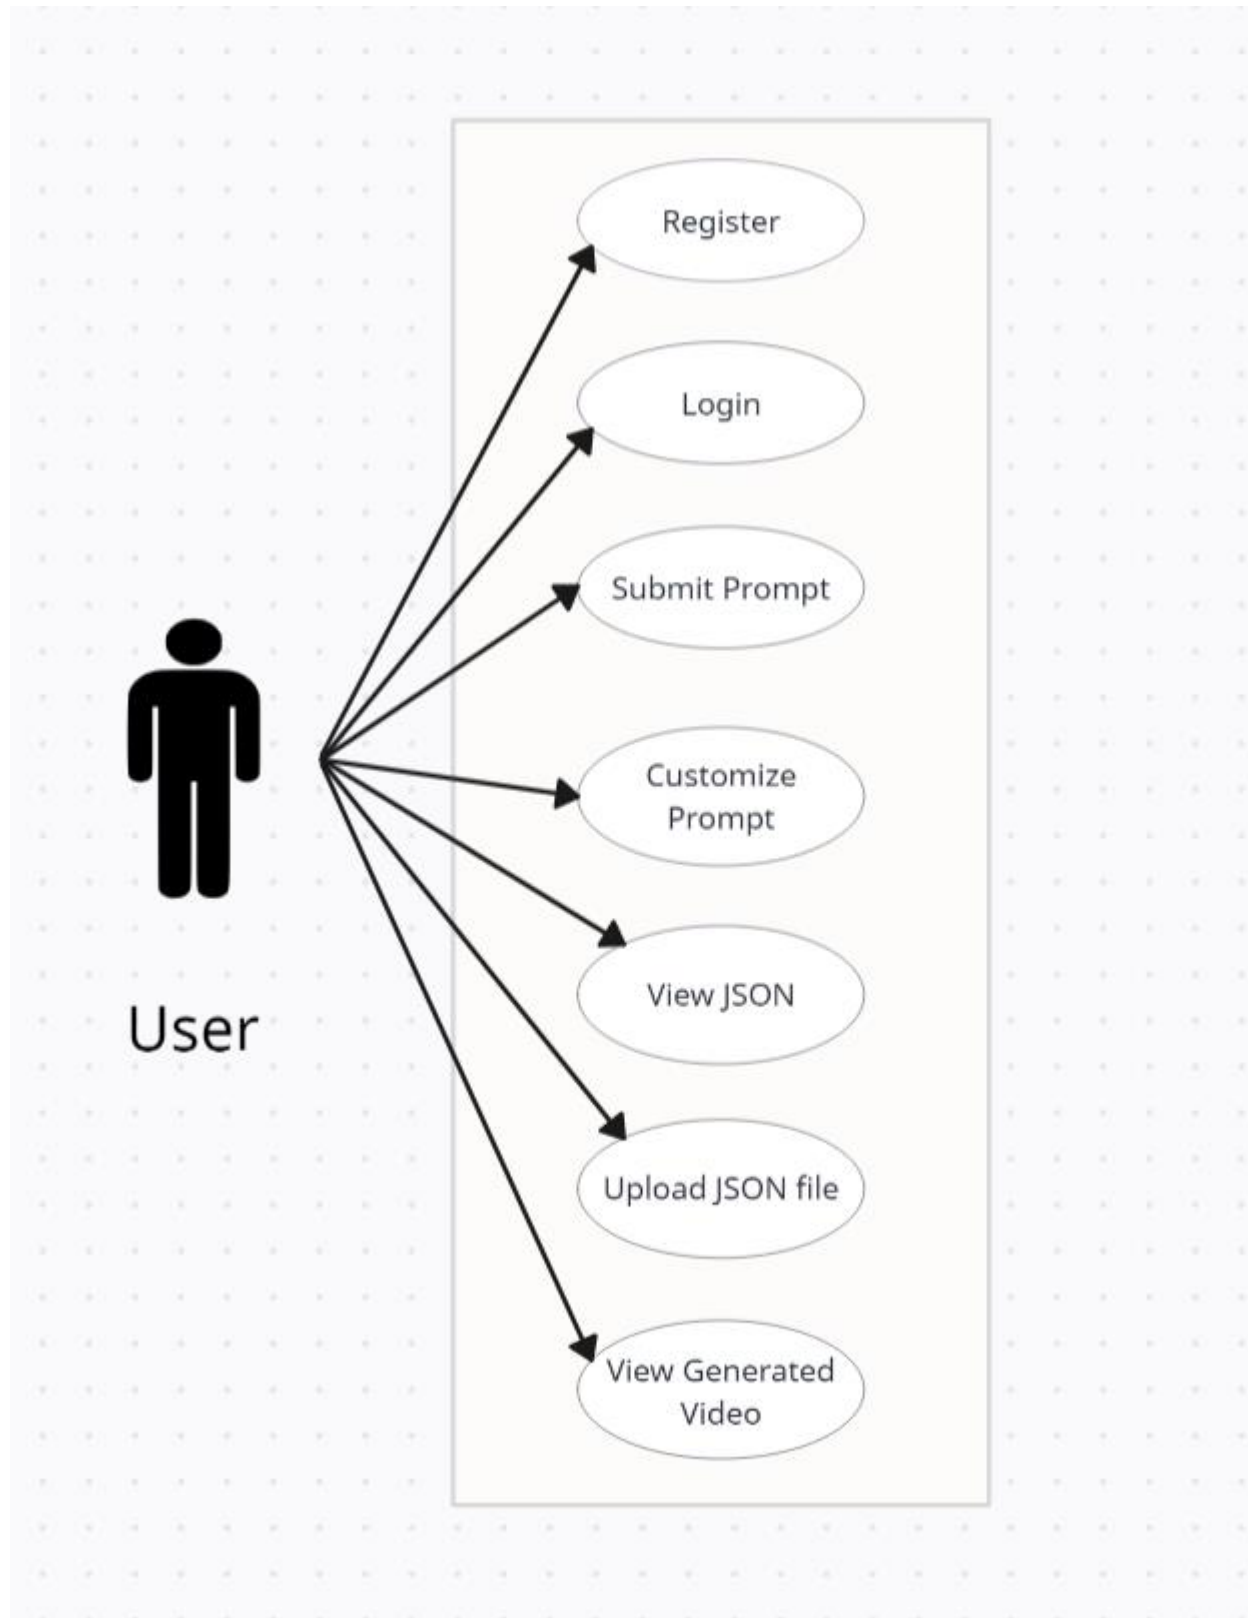 Register
Login
Submit Prompt
Customize
Prompt
View JSON
User
Upload JSON file
View Generated
Video